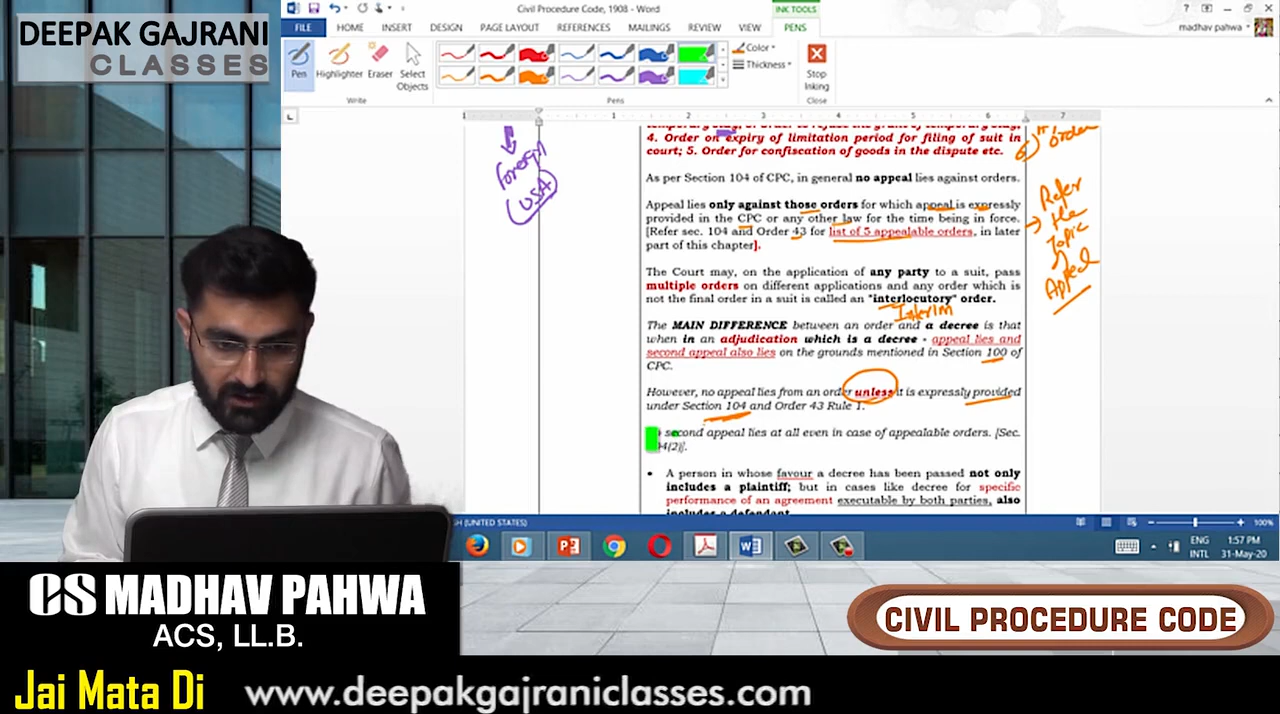 DEEPAK GAJRANI
CLASSES
Civil Procedure Code, 1908 - Word
INK TOOLS
FILE HOME INSERT DESIGN PAGE LAYOUT REFERENCES MAILINGS REVIEW VIEW PENS
madhav pahwa
Pen
Highlighter
Eraser
Select
Objects
Color
Thickness
Stop
Inking
Write
Pens
Close
4. Order on expiry of limitation period for filing of suit in
court; 5. Order for confiscation of goods in the dispute etc.
As per Section 104 of CPC, in general no appeal lies against orders.
Appeal lies only against those orders for which appeal is expressly
provided in the CPC or any other law for the time being in force.
[Refer sec. 104 and Order 43 for list of 5 appealable orders, in later
part of this chapter].
The Court may, on the application of any party to a suit, pass
multiple orders on different applications and any order which is
not the final order in a suit is called an "interlocutory" order.
Interim
The MAIN DIFFERENCE between an order and a decree is that
when in an adjudication which is a decree - appeal lies and
second appeal also lies on the grounds mentioned in Section 100 of
CPC.
However, no appeal lies from an order unless it is expressly provided
under Section 104 and Order 43 Rule 1.
second appeal lies at all even in case of appealable orders. [Sec.
4(2)].
• A person in whose favour a decree has been passed not only
includes a plaintiff; but in cases like decree for specific
performance of an agreement executable by both parties, also
includes a defendant
foreign
USA
order
Refer
the
Topic
of
Appeal
(UNITED STATES)
100%
ENG
INTL
1:57 PM
31-May-20
CS MADHAV PAHWA
ACS, LL.B.
CIVIL PROCEDURE CODE
Jai Mata Di
www.deepakgajraniclasses.com